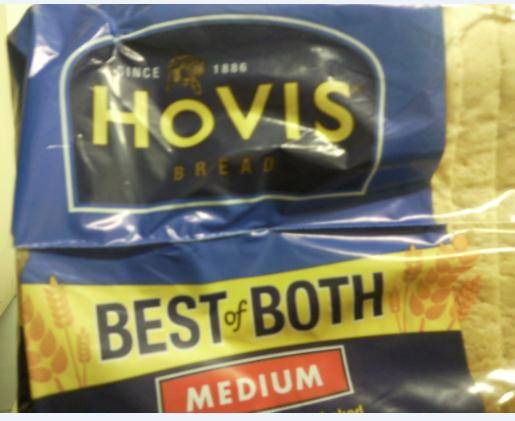 SINCE 1886
HOVIS
BREAD
BEST of BOTH
MEDIUM